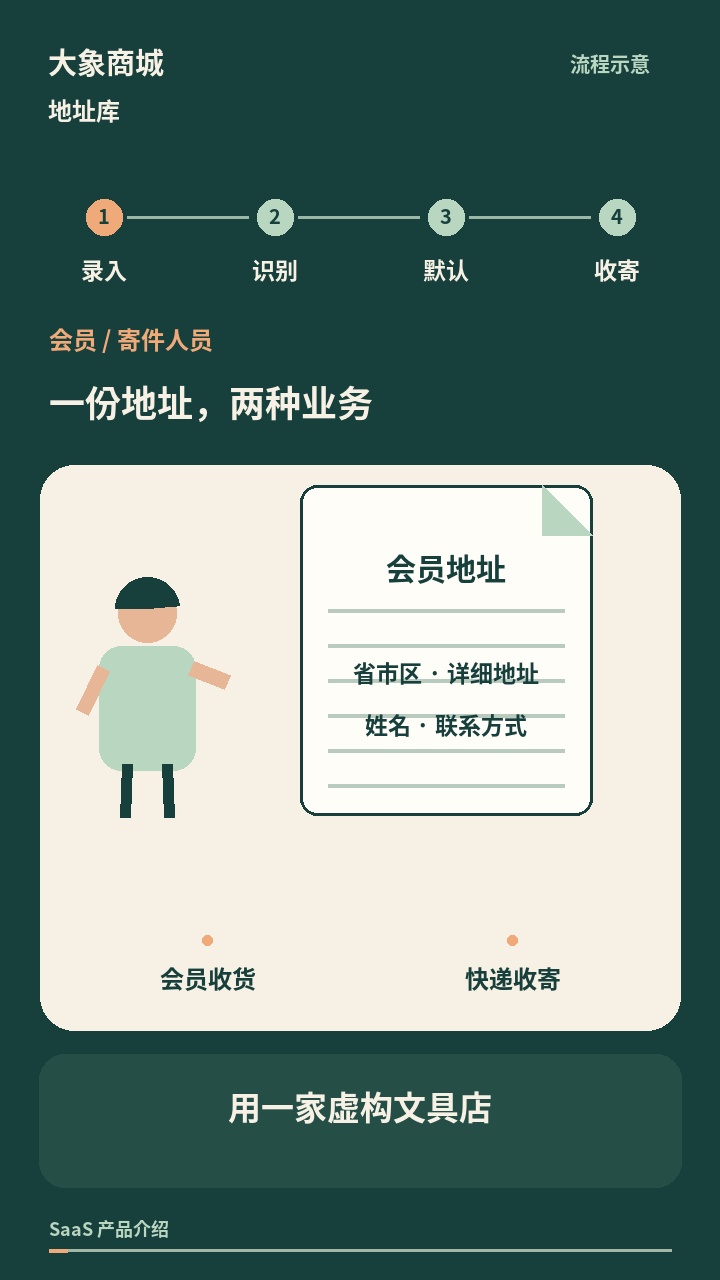 大象商城
流程示意
地址库
1 2 3 4
录入 识别 默认 收寄
会员 / 寄件人员
一份地址，两种业务
会员地址
省市区 · 详细地址
姓名 · 联系方式
会员收货 快递收寄
用一家虚构文具店
SaaS 产品介绍